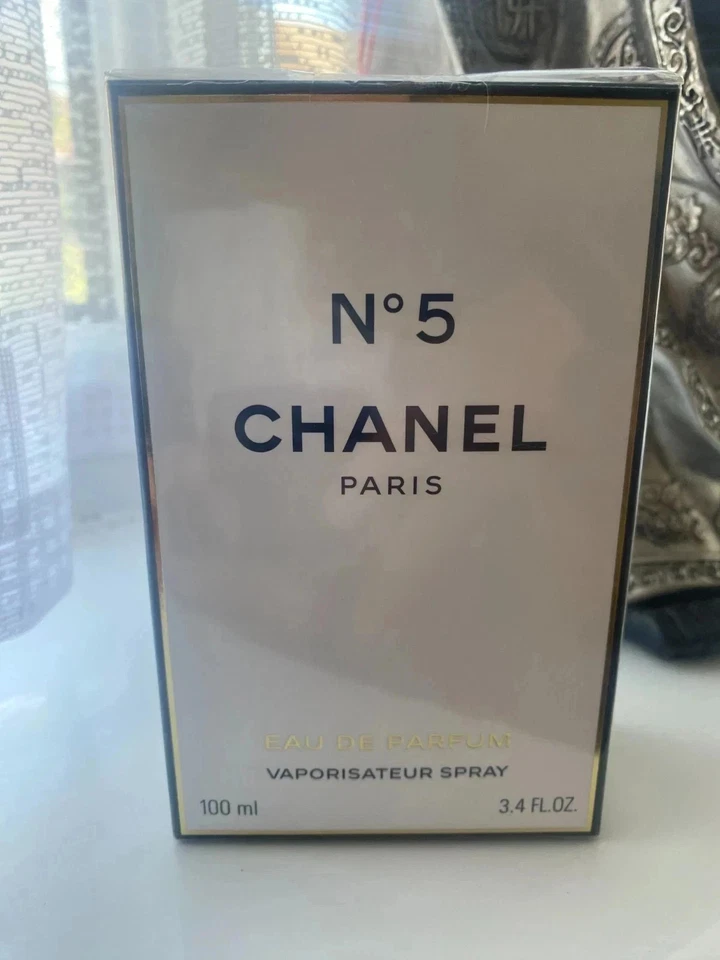 N°5
CHANEL
PARIS
EAU DE PARFUM
VAPORISATEUR SPRAY
100 ml 3.4 FL.OZ.